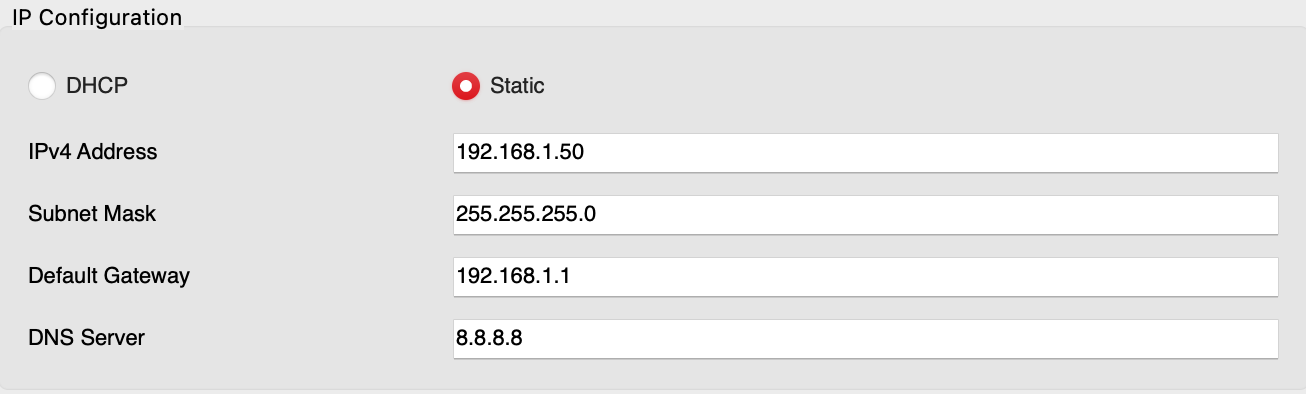 IP Configuration
DHCP Static
IPv4 Address 192.168.1.50
Subnet Mask 255.255.255.0
Default Gateway 192.168.1.1
DNS Server 8.8.8.8